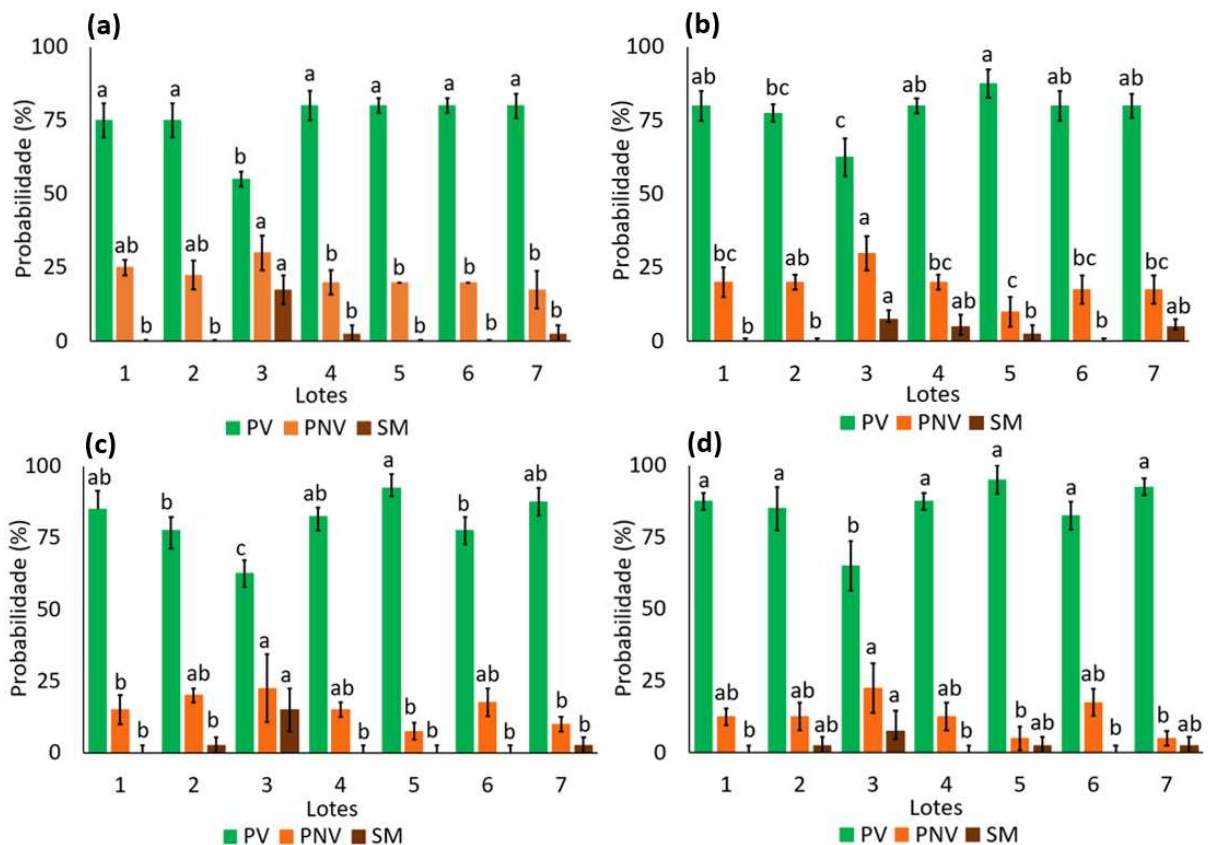 (a)
Probabilidade (%)
100
75
50
25
0
a a b a a a a
ab ab a b b b b
b b a b b b b
1 2 3 4 5 6 7
Lotes
PV PNV SM
(b)
Probabilidade (%)
100
75
50
25
0
ab bc c ab a ab ab
bc ab a bc c bc bc
b b a ab b b ab
1 2 3 4 5 6 7
Lotes
PV PNV SM
(c)
Probabilidade (%)
100
75
50
25
0
ab b c ab a b ab
b ab a ab b ab b
b b a b b b b
1 2 3 4 5 6 7
Lotes
PV PNV SM
(d)
Probabilidade (%)
100
75
50
25
0
a a b a a a a
ab ab a ab b ab b
b ab a b ab b ab
1 2 3 4 5 6 7
Lotes
PV PNV SM